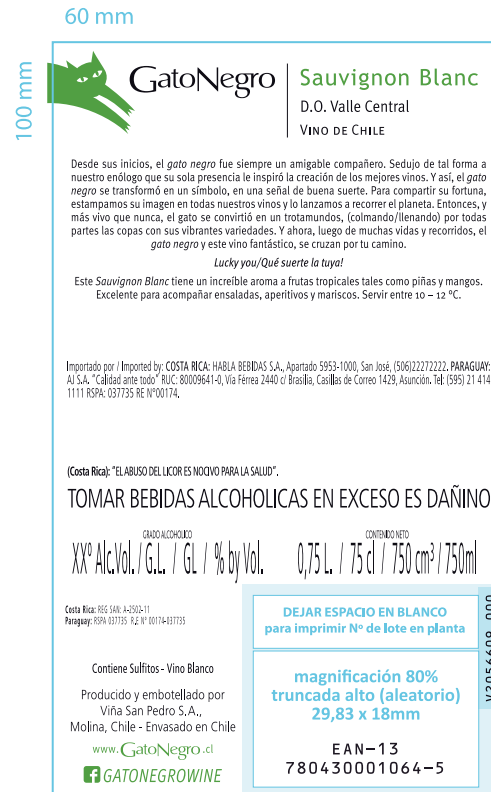 60 mm
100 mm
GatoNegro
Sauvignon Blanc
D.O. Valle Central
VINO DE CHILE
Desde sus inicios, el gato negro fue siempre un amigable compañero. Sedujo de tal forma a
nuestro enólogo que su sola presencia le inspiró la creación de los mejores vinos. Y así, el gato
negro se transformó en un símbolo, en una señal de buena suerte. Para compartir su fortuna,
estampamos su imagen en todas nuestros vinos y lo lanzamos a recorrer el planeta. Entonces, y
más vivo que nunca, el gato se convirtió en un trotamundos, (colmando/llenando) por todas
partes las copas con sus vibrantes variedades. Y ahora, luego de muchas vidas y recorridos, el
gato negro y este vino fantástico, se cruzan por tu camino.
Lucky you/Qué suerte la tuya!
Este Sauvignon Blanc tiene un increíble aroma a frutas tropicales tales como piñas y mangos.
Excelente para acompañar ensaladas, aperitivos y mariscos. Servir entre 10 – 12 °C.
Importado por / Imported by: COSTA RICA: HABLA BEBIDAS S.A., Apartado 5953-1000, San José, (506)22272222. PARAGUAY:
AJ S.A. "Calidad ante todo" RUC: 80009641-0, Vía Férrea 2440 c/ Brasilia, Casillas de Correo 1429, Asunción. Tel: (595) 21 414
1111 RSPA: 037735 RE N°00174.
(Costa Rica): "EL ABUSO DEL LICOR ES NOCIVO PARA LA SALUD".
TOMAR BEBIDAS ALCOHOLICAS EN EXCESO ES DAÑINO
GRADO ALCOHOLICO
XX° Alc.Vol. / G.L. / GL / % by Vol.
CONTENIDO NETO
0,75 L. / 75 cl / 750 cm³ / 750ml
Costa Rica: REG SAN: A-2502-11
Paraguay: RSPA 037735 R.E N° 00174-037735
Contiene Sulfitos - Vino Blanco
Producido y embotellado por
Viña San Pedro S.A.,
Molina, Chile - Envasado en Chile
www.GatoNegro.cl
GATONEGROWINE
DEJAR ESPACIO EN BLANCO
para imprimir Nº de lote en planta
magnificación 80%
truncada alto (aleatorio)
29,83 x 18mm
EAN-13
780430001064-5